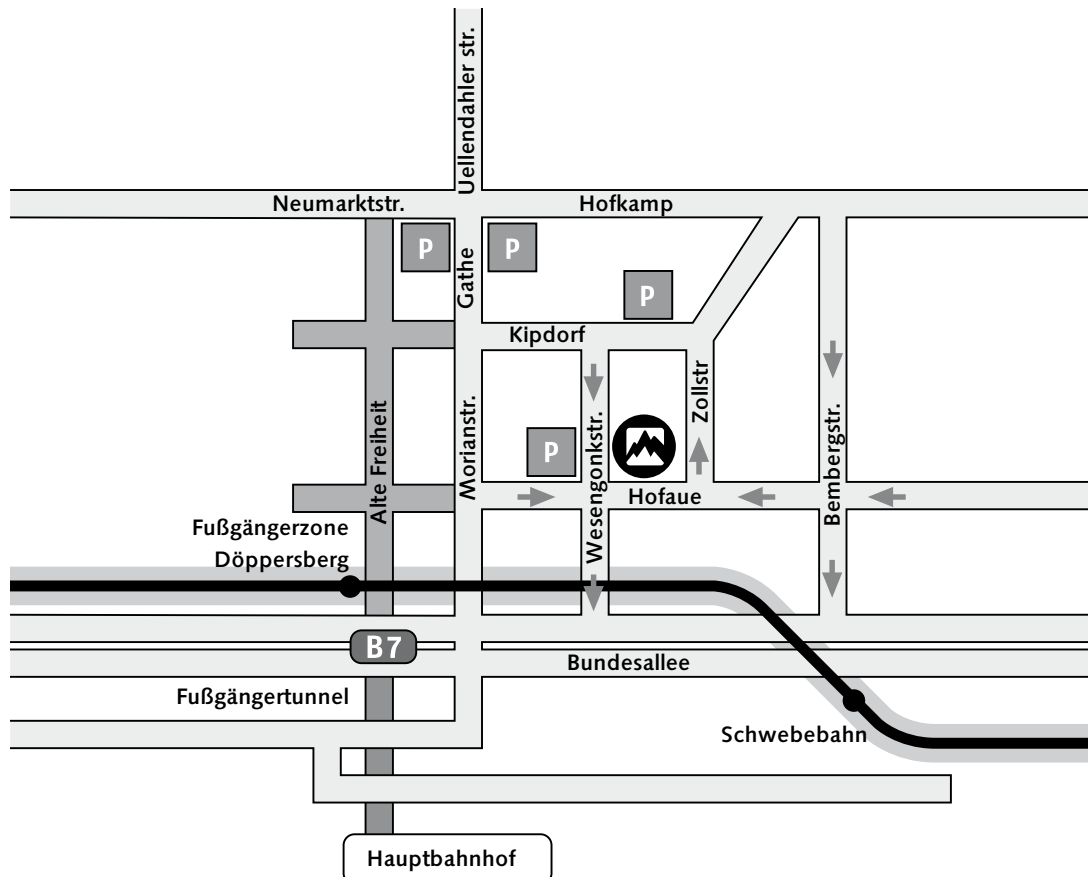 Uellendahler str.
Neumarktstr.
Hofkamp
P
P
Gathe
P
Kipdorf
Zollstr
Alte Freiheit
Morianstr.
P
Wesengonkstr.
Hofaue
Bembergstr.
Fußgängerzone
Döppersberg
B7
Bundesallee
Fußgängertunnel
Schwebebahn
Hauptbahnhof